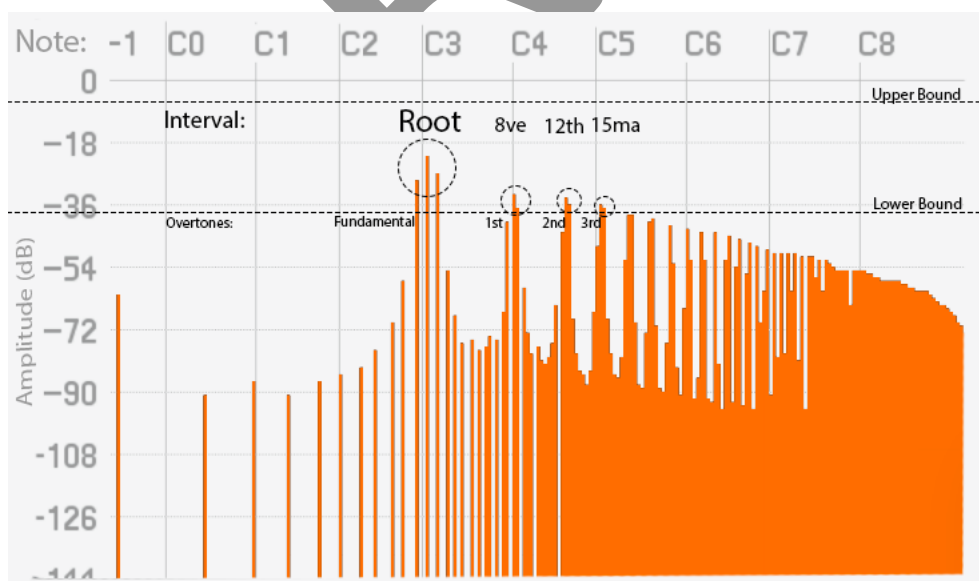 Note: -1 C0 C1 C2 C3 C4 C5 C6 C7 C8
0
Upper Bound
Interval: Root 8ve 12th 15ma
-18
-36
Lower Bound
Overtones: Fundamental 1st 2nd 3rd
Amplitude (dB)
-54
-72
-90
-108
-126